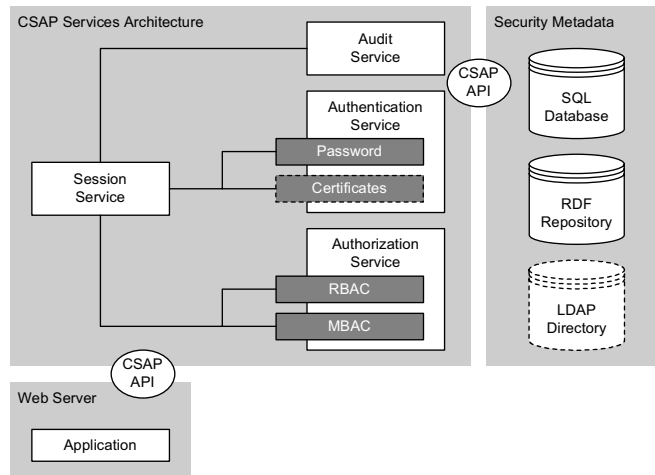 CSAP Services Architecture
Audit
Service
CSAP
API
Authentication
Service
Password
Certificates
Session
Service
Authorization
Service
RBAC
MBAC
Security Metadata
SQL
Database
RDF
Repository
LDAP
Directory
CSAP
API
Web Server
Application